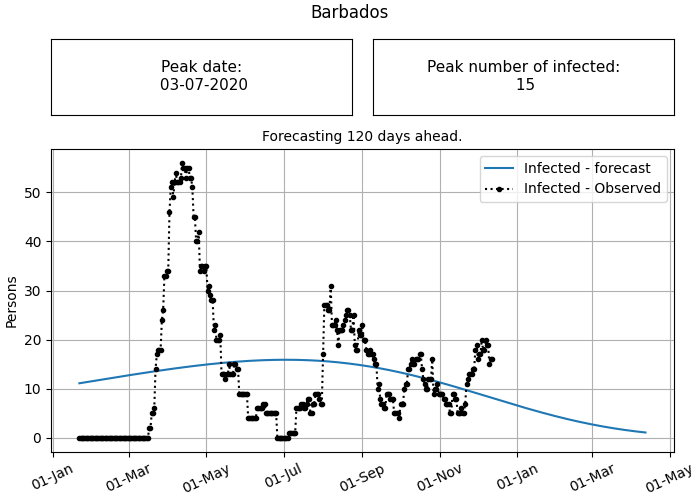 Barbados
Peak date:
03-07-2020
Peak number of infected:
15
Forecasting 120 days ahead.
Infected - forecast
Infected - Observed
Persons
50
40
30
20
10
0
01-Jan
01-Mar
01-May
01-Jul
01-Sep
01-Nov
01-Jan
01-Mar
01-May